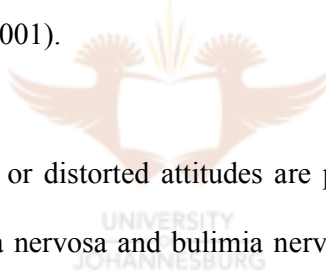 001).
or distorted attitudes are p
UNIVERSITY
a nervosa and bulimia nerv
JOHANNESBURG